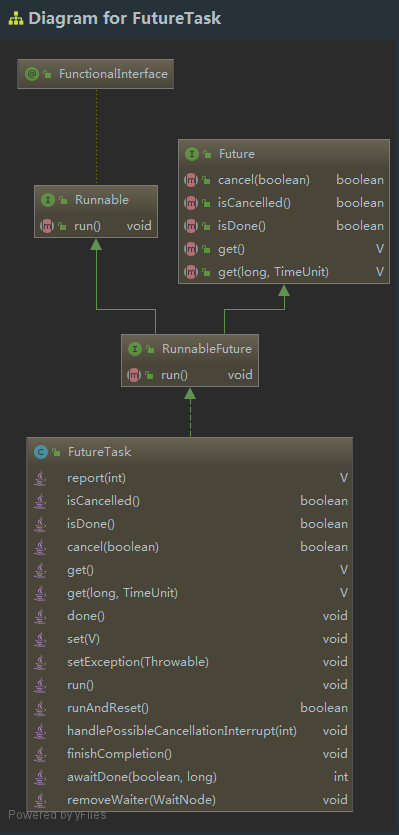 Diagram for FutureTask
@ FunctionalInterface
I Runnable
m run() void
I Future
m cancel(boolean) boolean
m isCancelled() boolean
m isDone() boolean
m get() V
m get(long, TimeUnit) V
I RunnableFuture
m run() void
C FutureTask
report(int) V
isCancelled() boolean
isDone() boolean
cancel(boolean) boolean
get() V
get(long, TimeUnit) V
done() void
set(V) void
setException(Throwable) void
run() void
runAndReset() boolean
handlePossibleCancellationInterrupt(int) void
finishCompletion() void
awaitDone(boolean, long) int
removeWaiter(WaitNode) void
Powered by yFiles